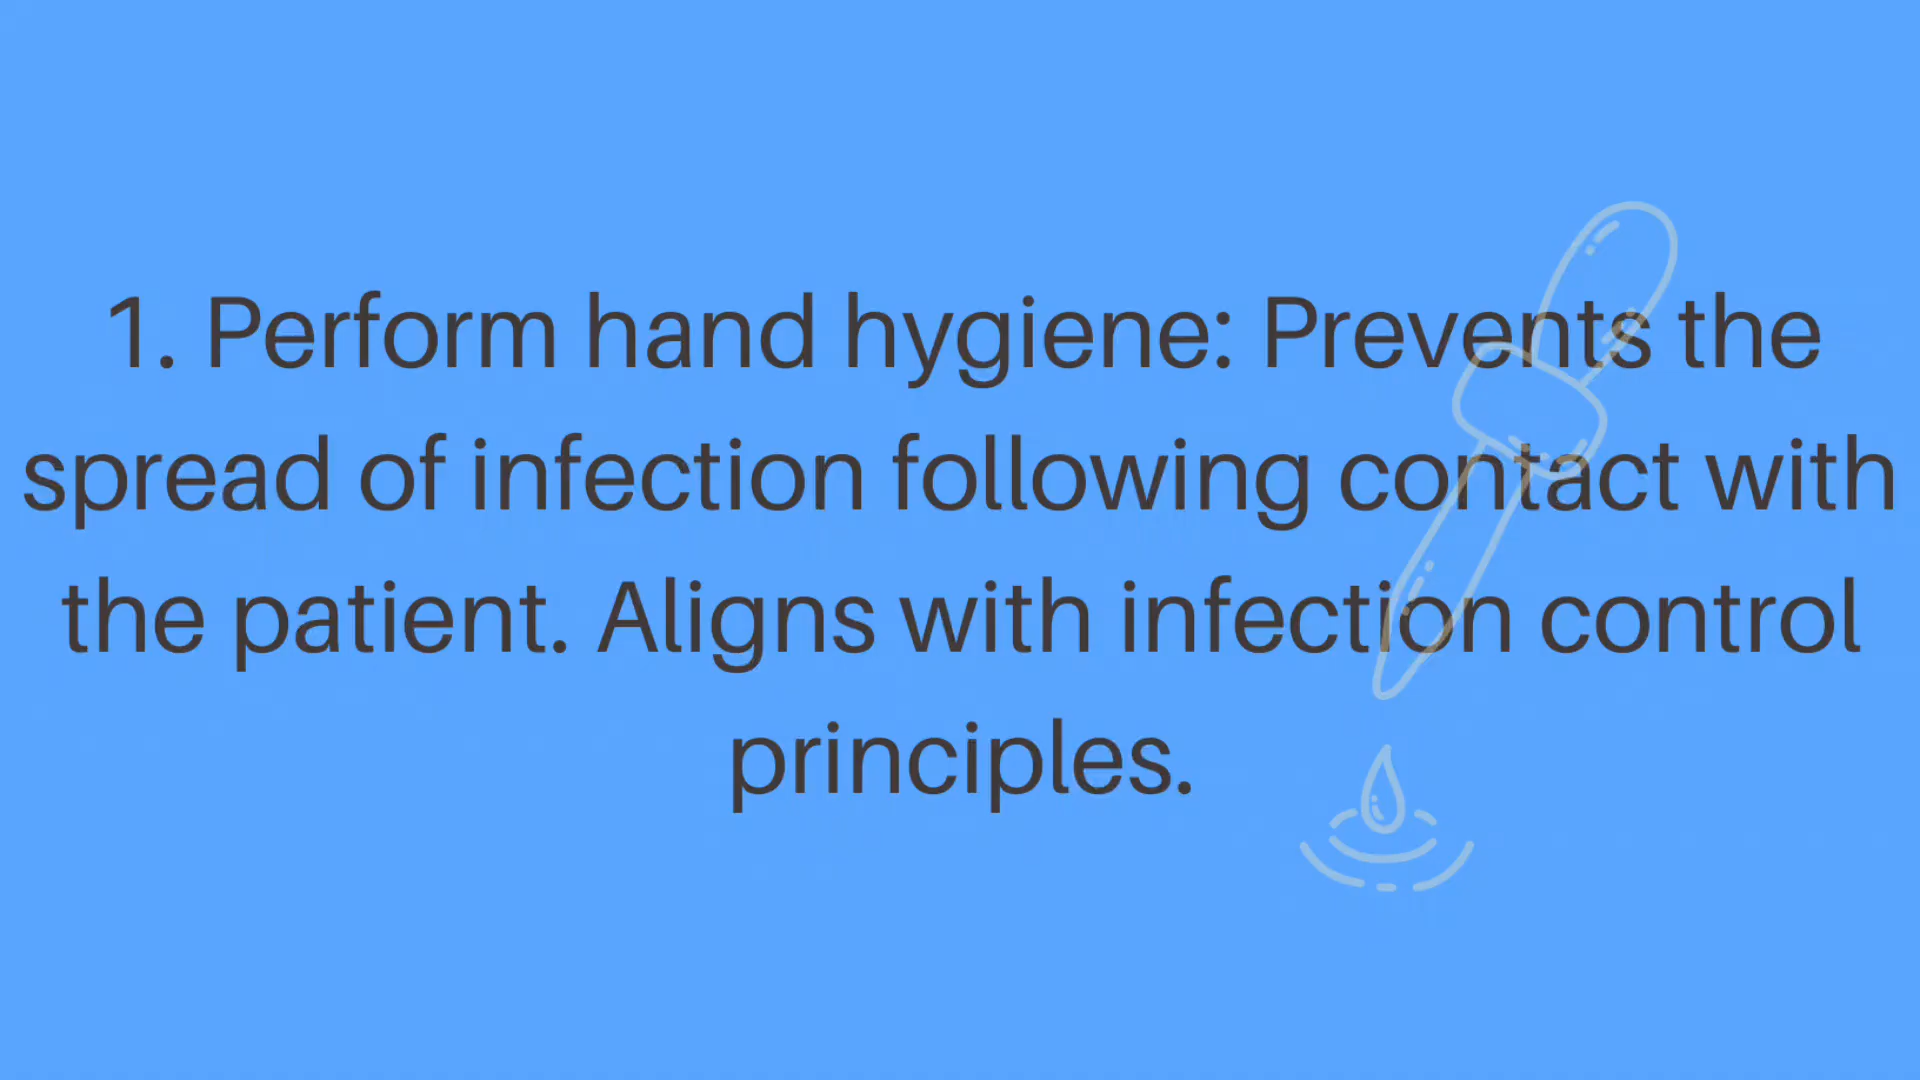 1. Perform hand hygiene: Prevents the
spread of infection following contact with
the patient. Aligns with infection control
principles.